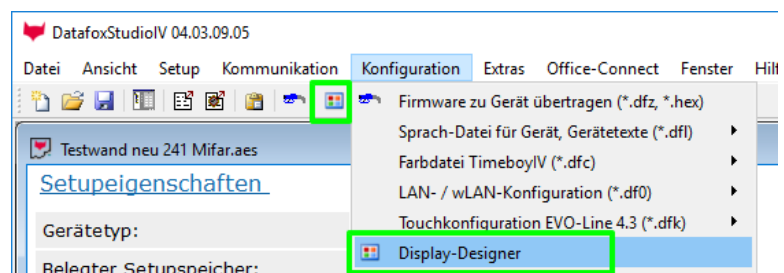 DatafoxStudioIV 04.03.09.05
Datei Ansicht Setup Kommunikation Konfiguration Extras Office-Connect Fenster
Firmware zu Gerät übertragen (*.dfz, *.hex)
Sprach-Datei für Gerät, Gerätetexte (*.dfl)
Testwand neu 241 Mifar.aes
Farbdatei TimeboyIV (*.dfc)
Setupeigenschaften
LAN- / wLAN-Konfiguration (*.df0)
Touchkonfiguration EVO-Line 4.3 (*.dfk)
Gerätetyp:
Display-Designer
Belegter Setupspeicher: